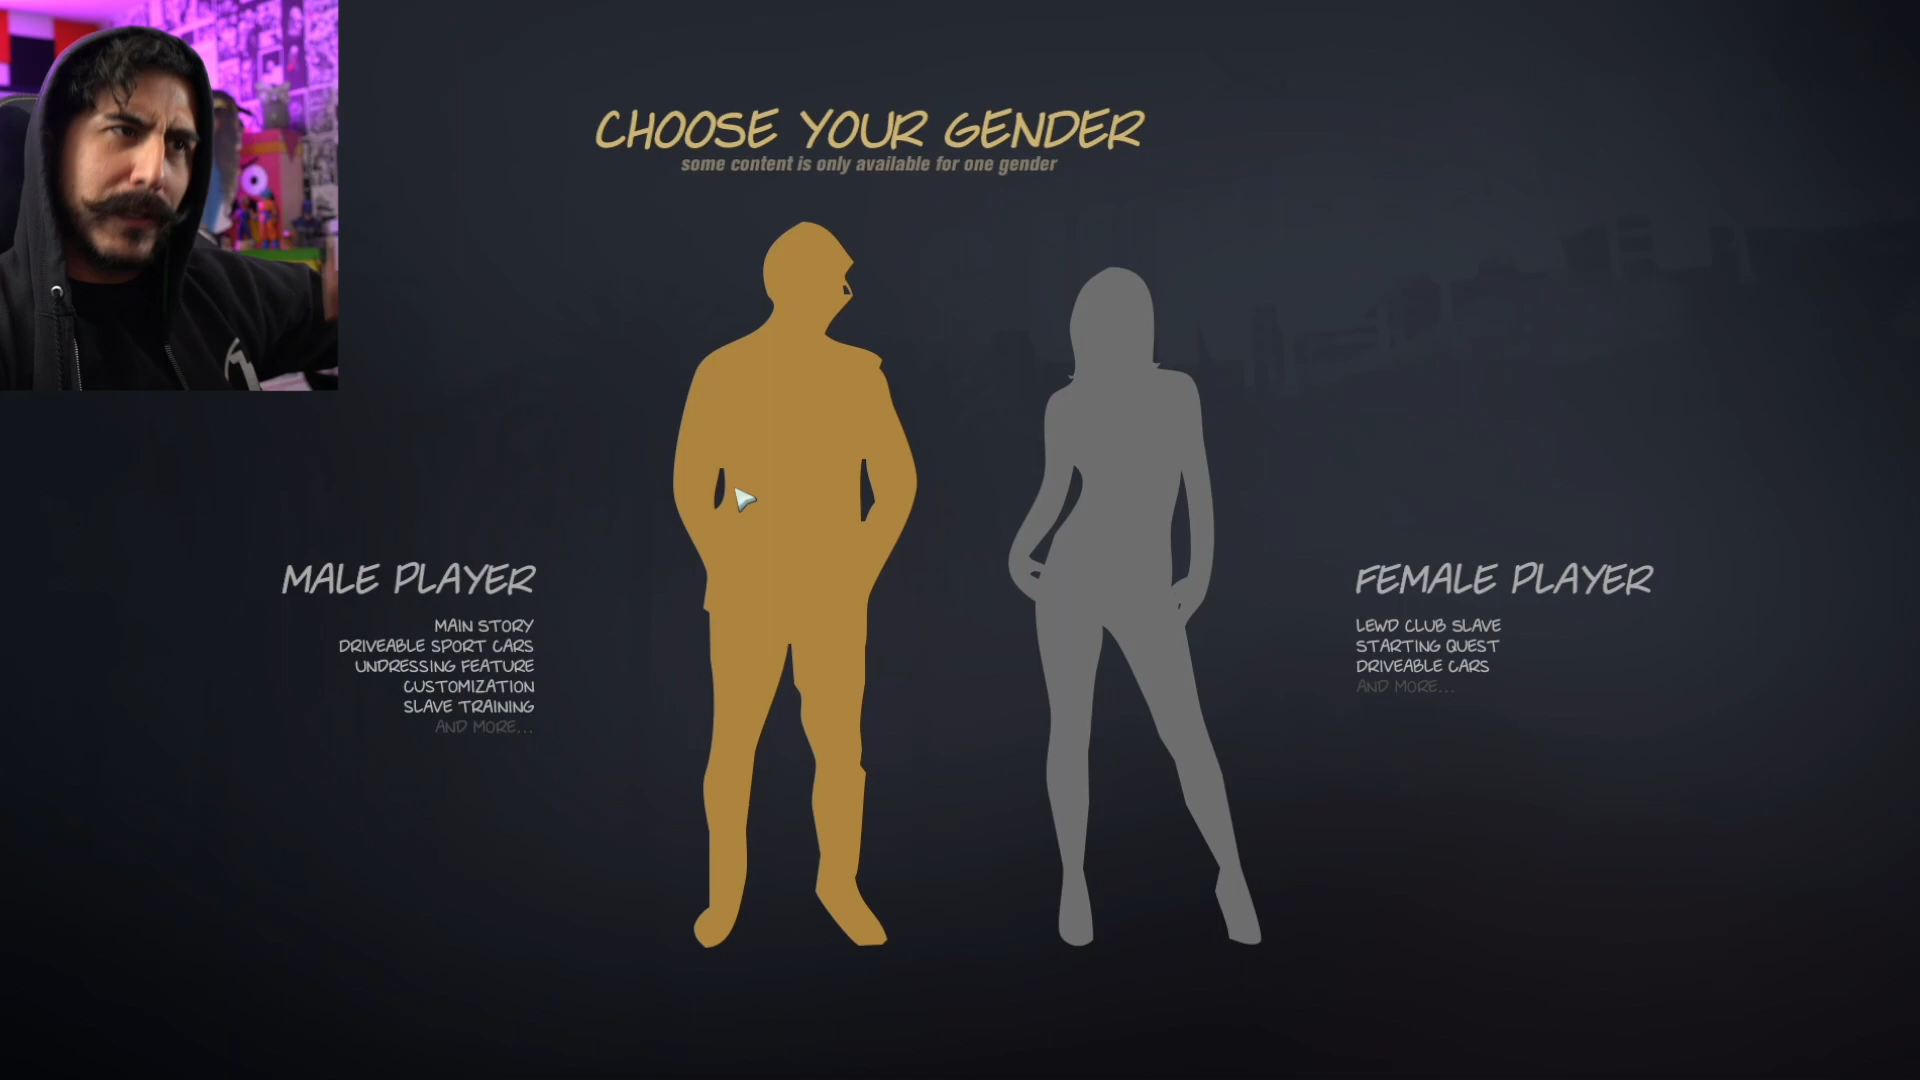 CHOOSE YOUR GENDER
some content is only available for one gender
MALE PLAYER
MAIN STORY
DRIVEABLE SPORT CARS
UNDRESSING FEATURE
CUSTOMIZATION
SLAVE TRAINING
AND MORE...
FEMALE PLAYER
LEWD CLUB SLAVE
STARTING QUEST
DRIVEABLE CARS
AND MORE...